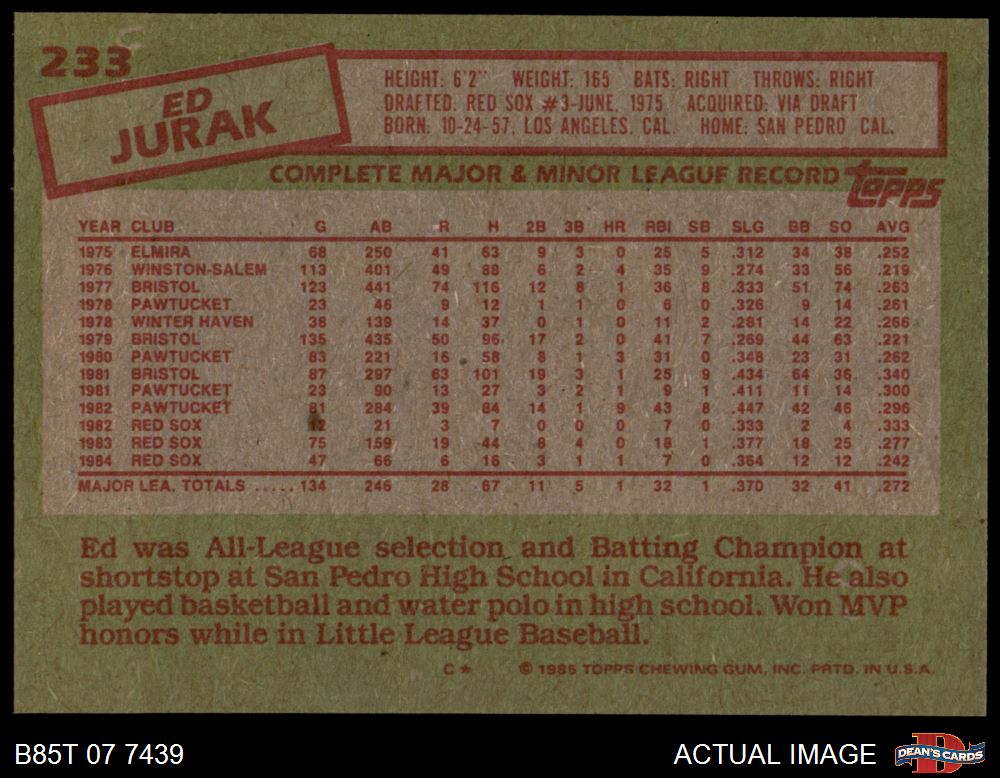 233
ED
JURAK
HEIGHT: 6'2" WEIGHT: 165 BATS: RIGHT THROWS: RIGHT
DRAFTED: RED SOX #3-JUNE, 1975 ACQUIRED: VIA DRAFT
BORN: 10-24-57, LOS ANGELES, CAL. HOME: SAN PEDRO CAL.
COMPLETE MAJOR & MINOR LEAGUE RECORD topps
YEAR CLUB G AB R H 2B 3B HR RBI SB SLG BB SO AVG
1975 ELMIRA 68 250 41 63 9 3 0 25 5 .312 34 38 .252
1976 WINSTON-SALEM 113 401 49 88 6 2 4 35 9 .274 33 56 .219
1977 BRISTOL 123 441 74 116 12 8 1 36 8 .333 51 74 .263
1978 PAWTUCKET 23 46 9 12 1 1 0 6 0 .326 9 14 .261
1978 WINTER HAVEN 38 139 14 37 0 1 0 11 2 .281 14 22 .266
1979 BRISTOL 135 435 50 96 17 2 0 41 7 .269 44 63 .221
1980 PAWTUCKET 83 221 16 58 8 1 3 31 0 .348 23 31 .262
1981 BRISTOL 87 297 63 101 19 3 1 25 9 .434 64 36 .340
1981 PAWTUCKET 23 90 13 27 3 2 1 9 1 .411 11 14 .300
1982 PAWTUCKET 81 284 39 84 14 1 9 43 8 .447 42 46 .296
1982 RED SOX 12 21 3 7 0 0 0 7 0 .333 2 4 .333
1983 RED SOX 75 159 19 44 8 4 0 18 1 .377 18 25 .277
1984 RED SOX 47 66 6 16 3 1 1 7 0 .364 12 12 .242
MAJOR LEA. TOTALS ..... 134 246 28 67 11 5 1 32 1 .370 32 41 .272
Ed was All-League selection and Batting Champion at
shortstop at San Pedro High School in California. He also
played basketball and water polo in high school. Won MVP
honors while in Little League Baseball.
C * © 1985 TOPPS CHEWING GUM, INC. PRTD. IN U.S.A.
B85T 07 7439 ACTUAL IMAGE D DEAN'S CARDS